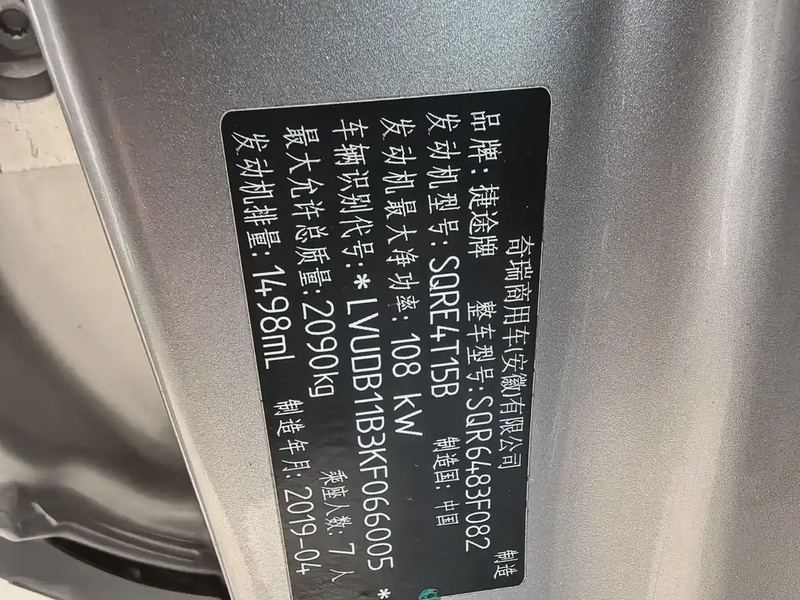 奇瑞商用车(安徽)有限公司 制造
品牌:捷途牌 整车型号:SQR6483F082
发动机型号:SQRE4T15B 制造国:中国
发动机最大净功率:108 kW
车辆识别代号:*LVUDB11B3KF066005*
最大允许总质量:2090kg 乘座人数:7人
发动机排量:1498mL 制造年月:2019-04